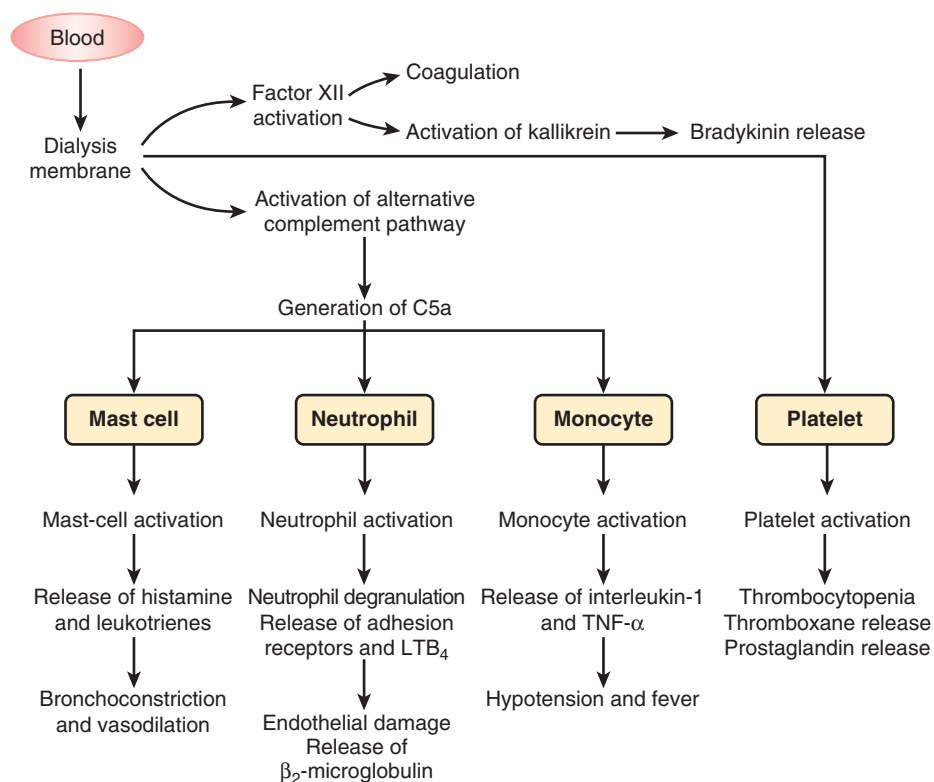 Blood
Coagulation
Factor XII
activation
Activation of kallikrein
Bradykinin release
Dialysis
membrane
Activation of alternative
complement pathway
Generation of C5a
Mast cell
Neutrophil
Monocyte
Platelet
Mast-cell activation
Neutrophil activation
Monocyte activation
Platelet activation
Release of histamine
and leukotrienes
Neutrophil degranulation
Release of adhesion
receptors and LTB₄
Release of interleukin-1
and TNF-α
Thrombocytopenia
Thromboxane release
Prostaglandin release
Bronchoconstriction
and vasodilation
Endothelial damage
Release of
β₂-microglobulin
Hypotension and fever